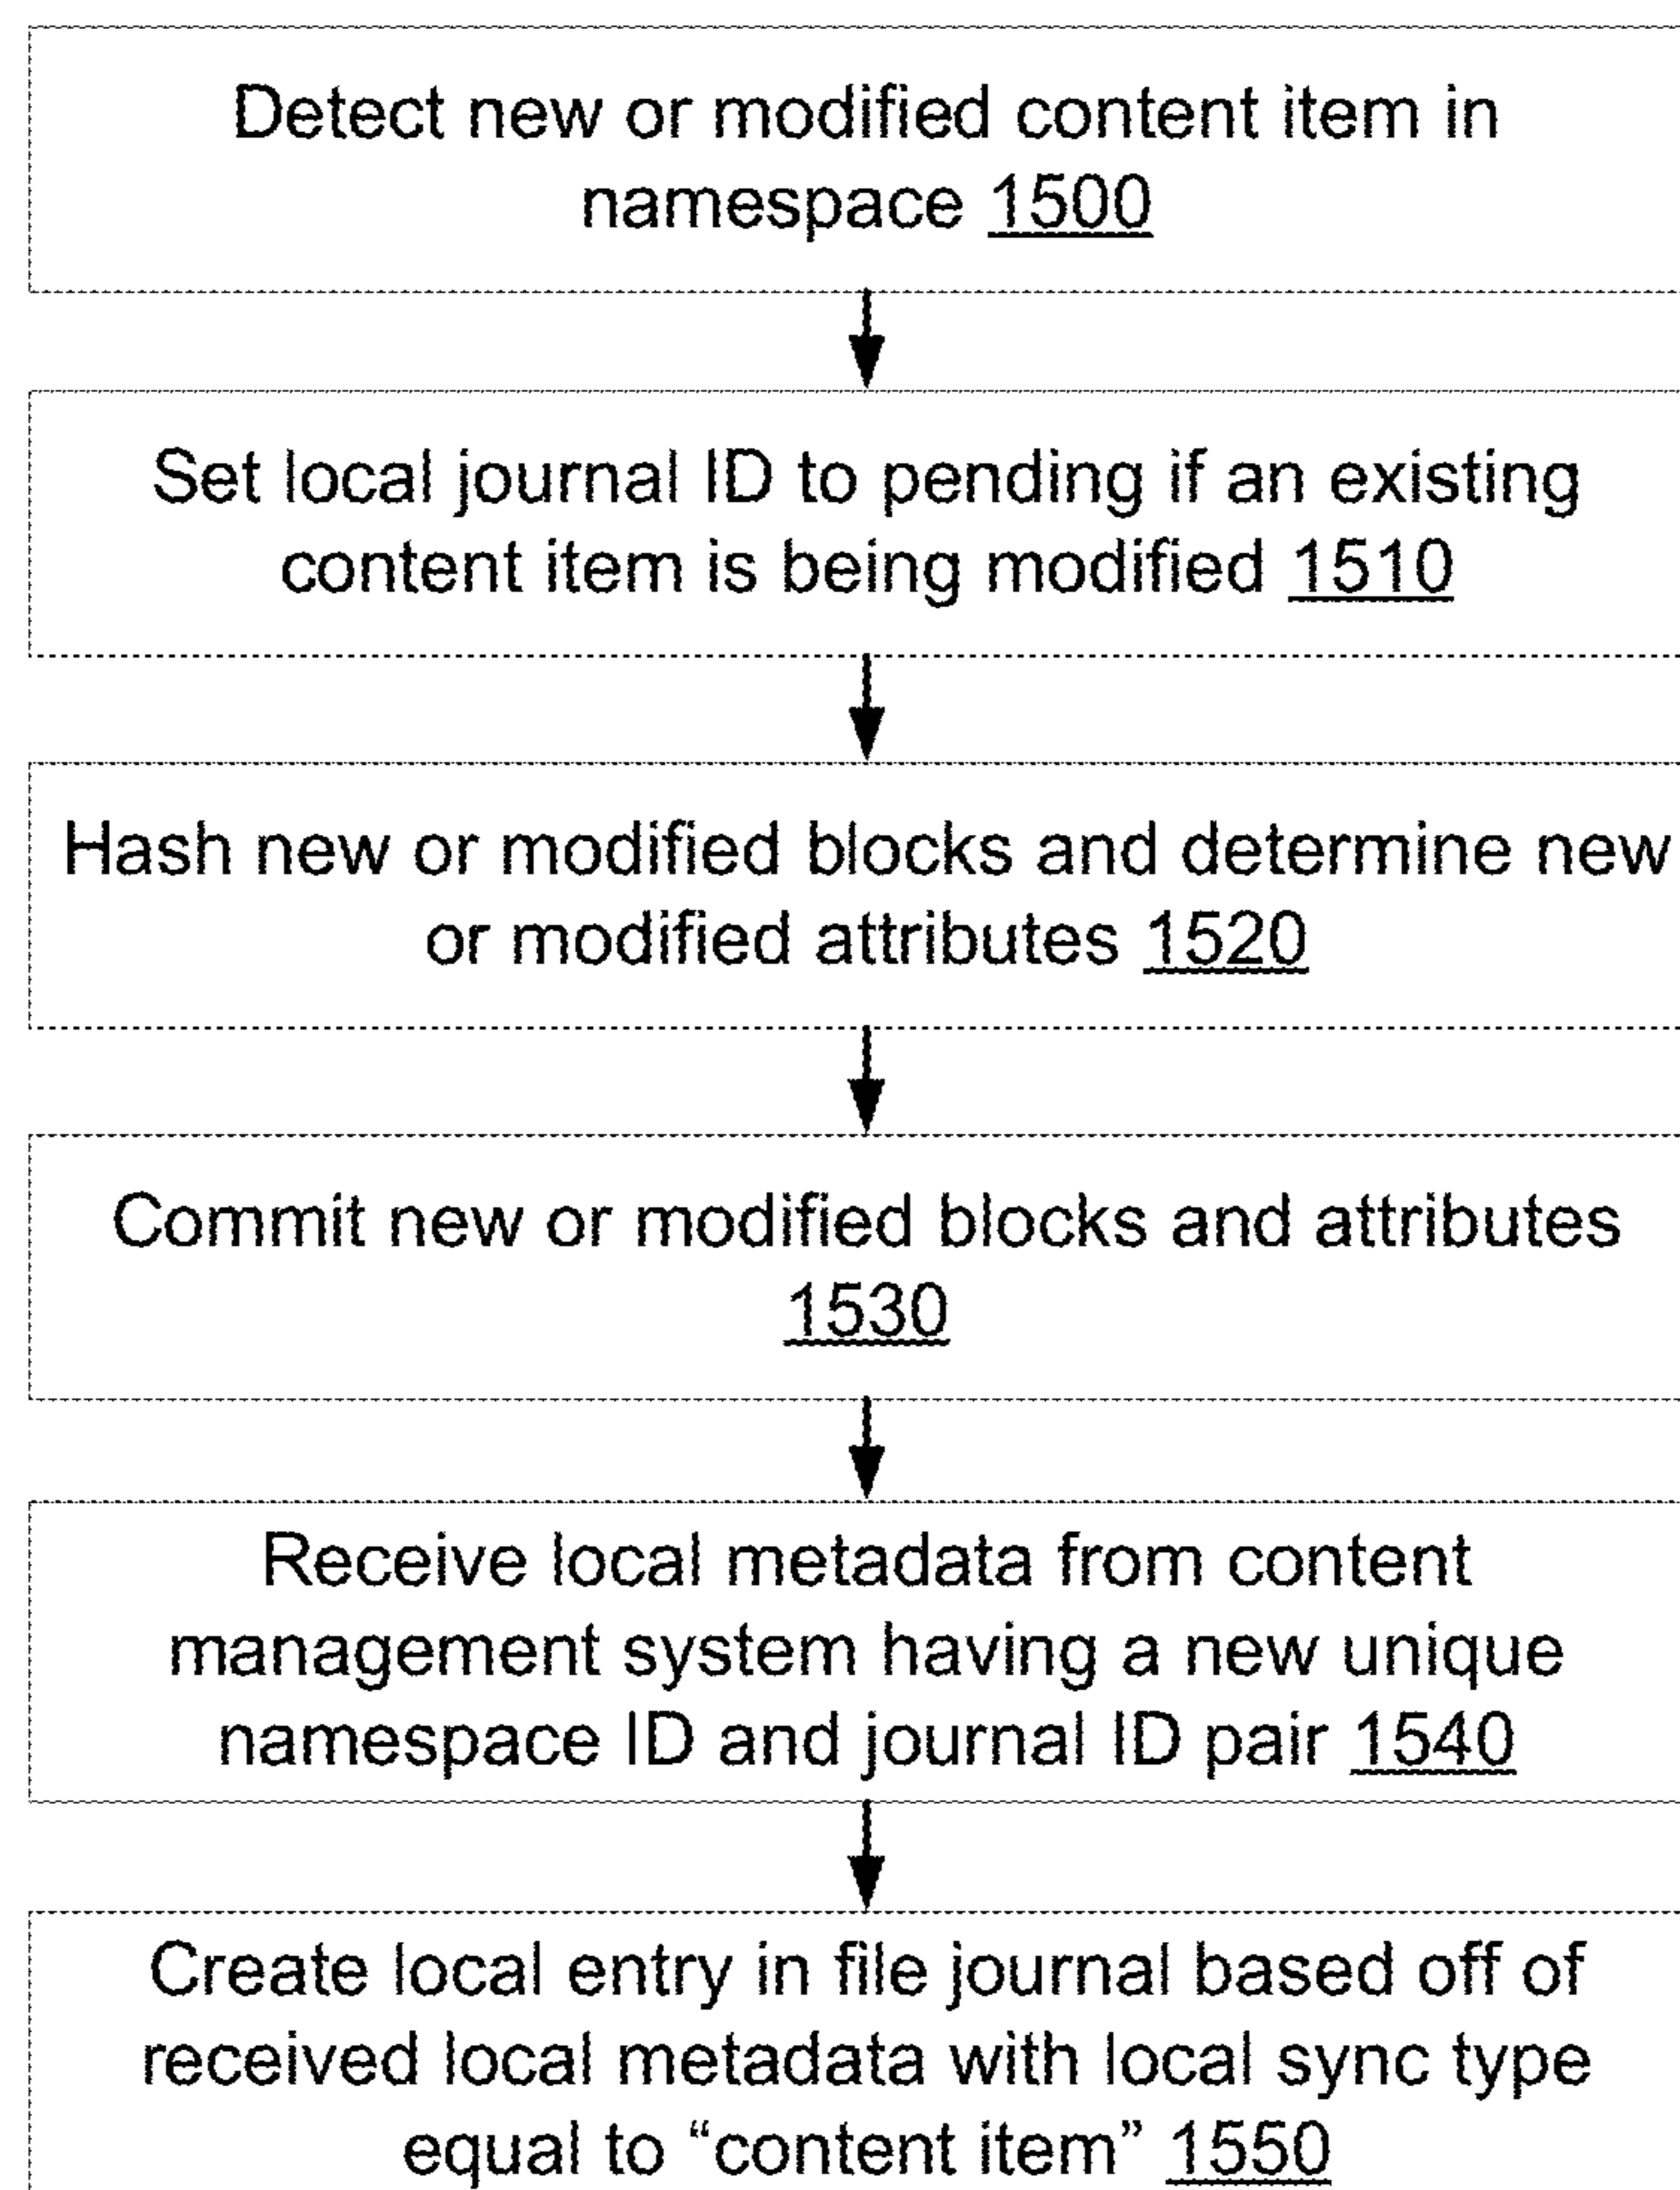 Detect new or modified content item in
namespace 1500
Set local journal ID to pending if an existing
content item is being modified 1510
Hash new or modified blocks and determine new
or modified attributes 1520
Commit new or modified blocks and attributes
1530
Receive local metadata from content
management system having a new unique
namespace ID and journal ID pair 1540
Create local entry in file journal based off of
received local metadata with local sync type
equal to “content item” 1550